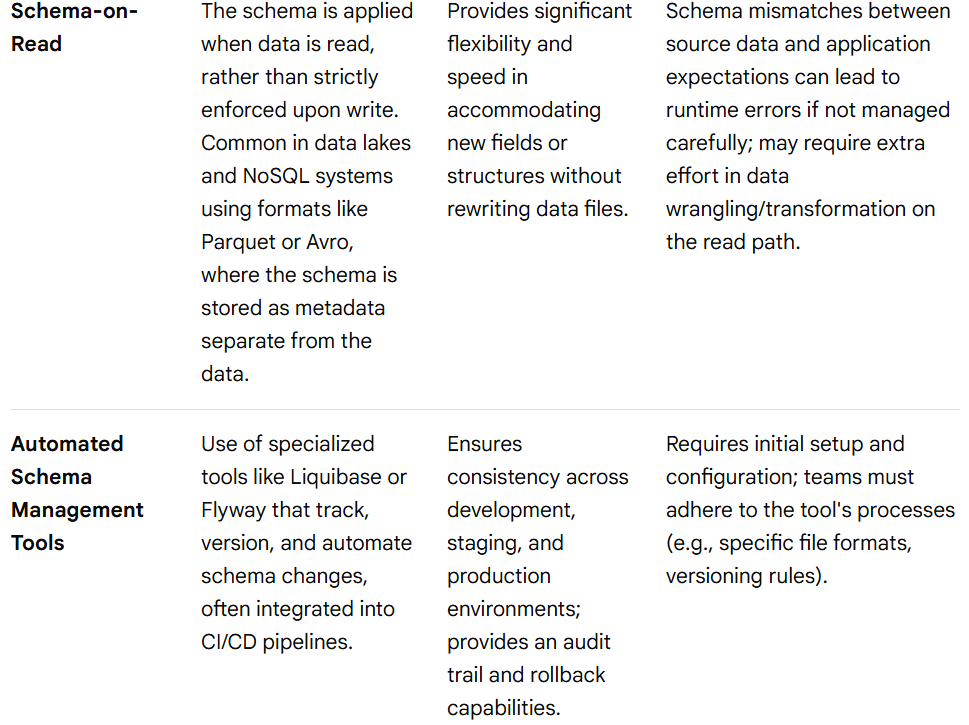 Schema-on-
Read
The schema is applied
when data is read,
rather than strictly
enforced upon write.
Common in data lakes
and NoSQL systems
using formats like
Parquet or Avro,
where the schema is
stored as metadata
separate from the
data.
Provides significant
flexibility and
speed in
accommodating
new fields or
structures without
rewriting data files.
Schema mismatches between
source data and application
expectations can lead to
runtime errors if not managed
carefully; may require extra
effort in data
wrangling/transformation on
the read path.
Automated
Schema
Management
Tools
Use of specialized
tools like Liquibase or
Flyway that track,
version, and automate
schema changes,
often integrated into
CI/CD pipelines.
Ensures
consistency across
development,
staging, and
production
environments;
provides an audit
trail and rollback
capabilities.
Requires initial setup and
configuration; teams must
adhere to the tool's processes
(e.g., specific file formats,
versioning rules).